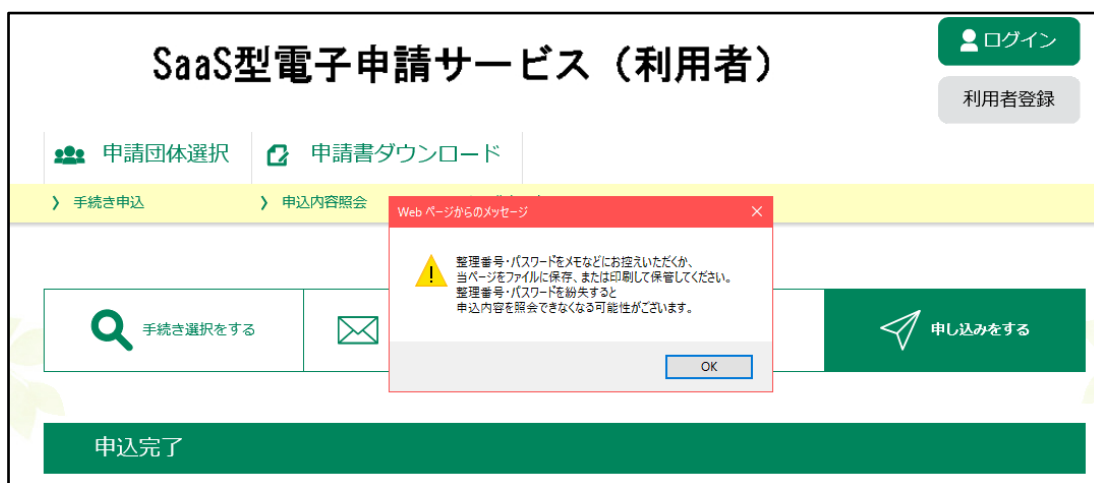 SaaS型電子申請サービス（利用者）
ログイン
利用者登録
申請団体選択
申請書ダウンロード
手続き申込
申込内容照会
Web ページからのメッセージ
整理番号・パスワードをメモなどにお控えいただくか、
当ページをファイルに保存、または印刷して保管してください。
整理番号・パスワードを紛失すると
申込内容を照会できなくなる可能性がございます。
OK
手続き選択をする
申し込みをする
申込完了